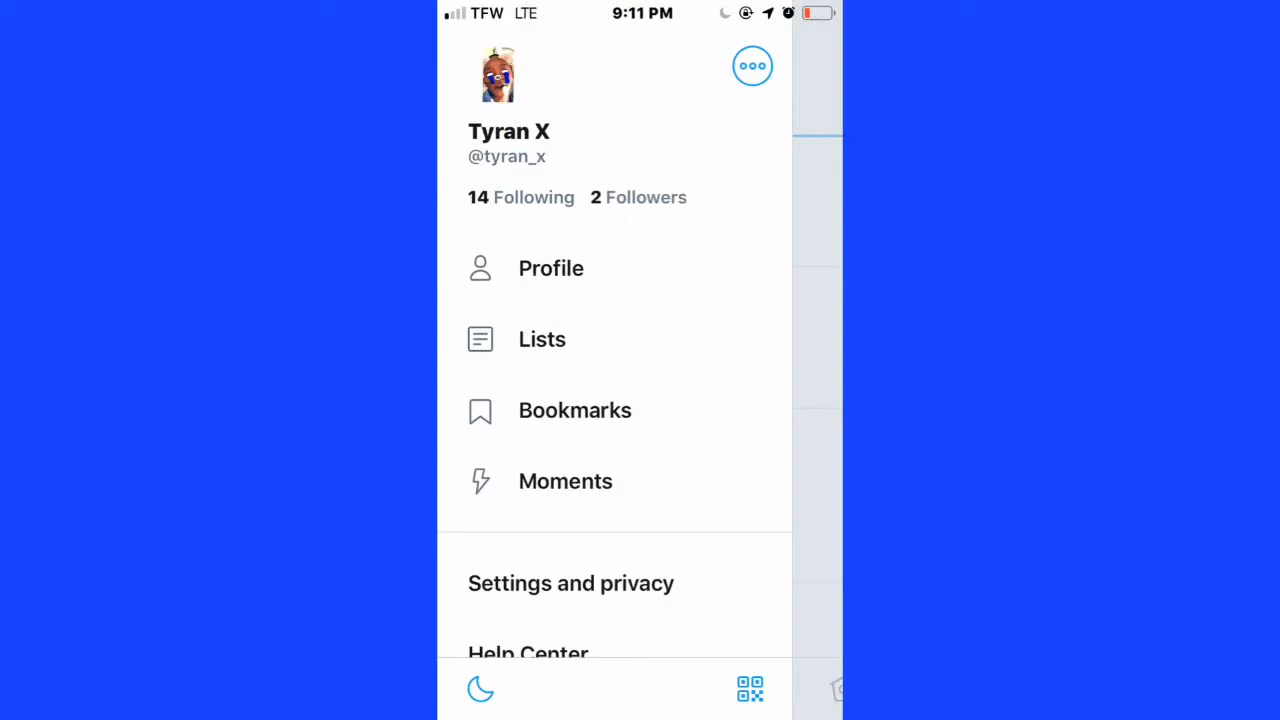 TFW LTE 9:11 PM
Tyran X
@tyran_x
14 Following 2 Followers
Profile
Lists
Bookmarks
Moments
Settings and privacy
Help Center